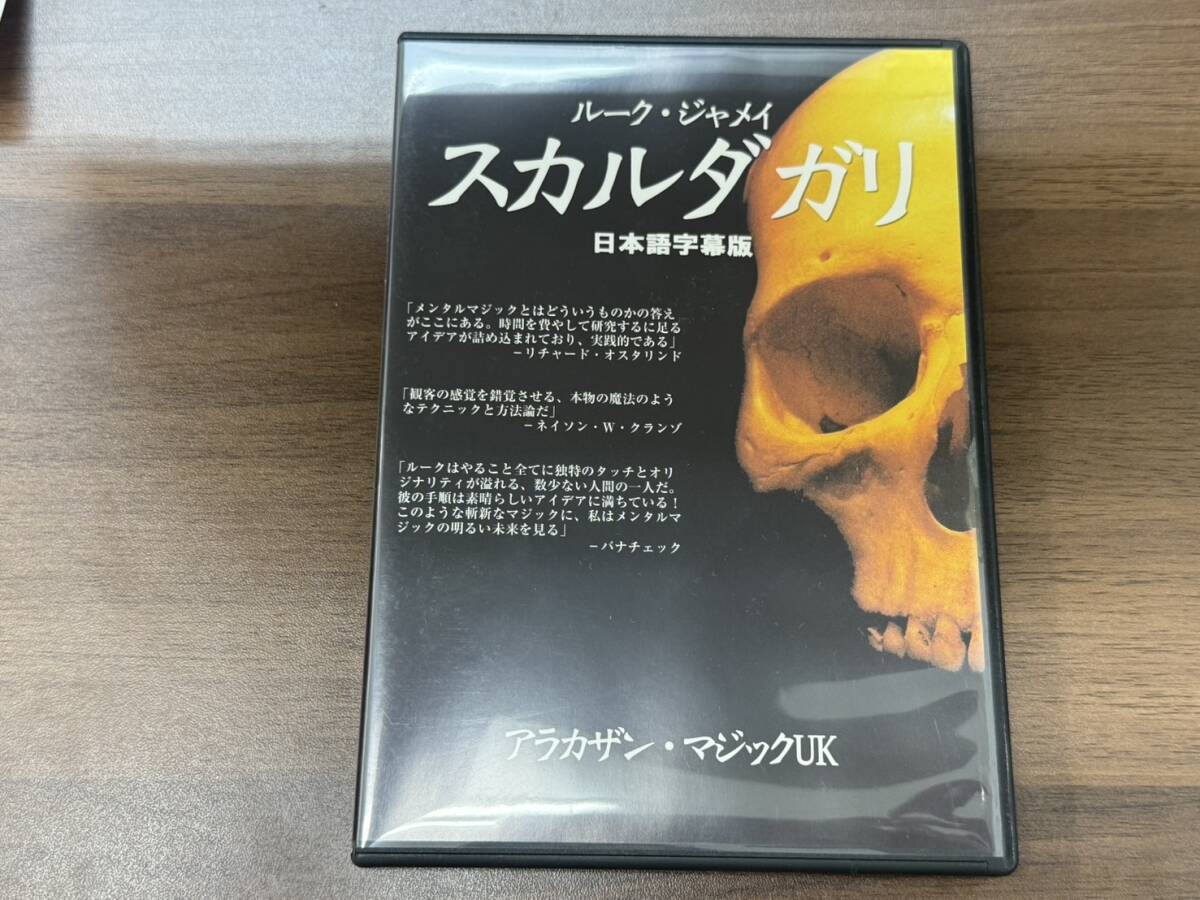 ルーク・ジャメイ
スカルダガリ
日本語字幕版
「メンタルマジックとはどういうものかの答え
がここにある。時間を費やして研究するに足る
アイデアが詰め込まれており、実践的である」
－リチャード・オスタリンド
「観客の感覚を錯覚させる、本物の魔法のよう
なテクニックと方法論だ」
－ネイソン・W・クランゾ
「ルークはやること全てに独特のタッチとオリ
ジナリティが溢れる、数少ない人間の一人だ。
彼の手順は素晴らしいアイデアに満ちている！
このような斬新なマジックに、私はメンタルマ
ジックの明るい未来を見る」
－バナチェック
アラカザン・マジックUK